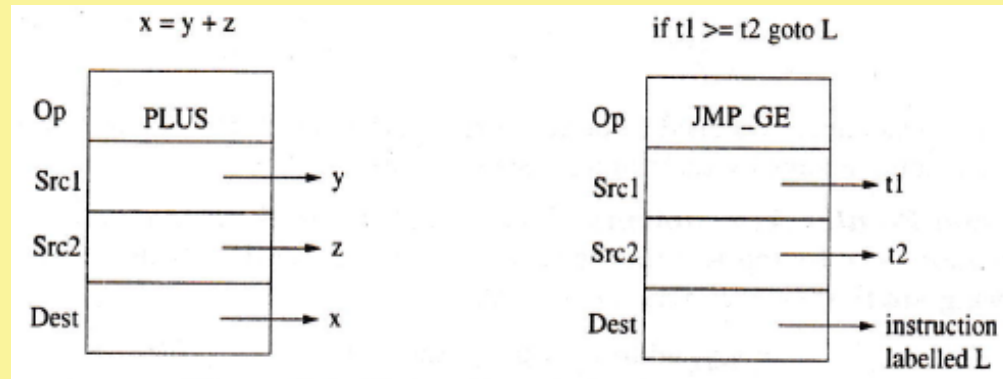 x = y + z
Op PLUS
Src1 y
Src2 z
Dest x
if t1 >= t2 goto L
Op JMP_GE
Src1 t1
Src2 t2
Dest instruction
labelled L